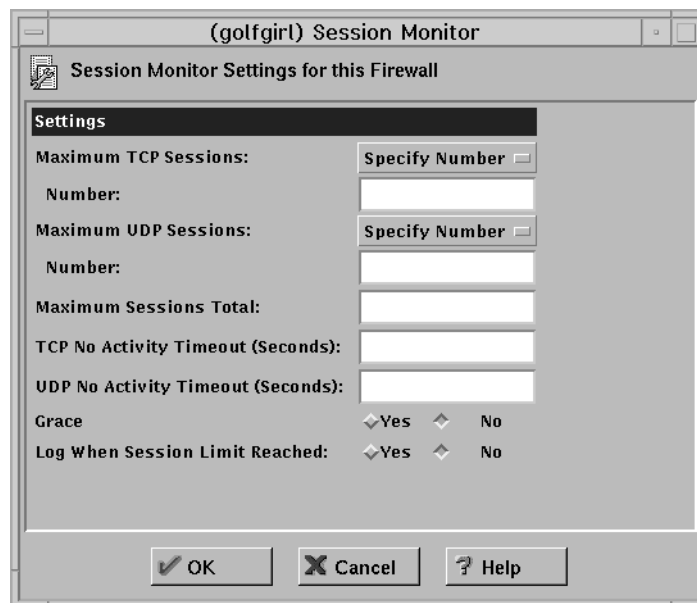 (golfgirl) Session Monitor
Session Monitor Settings for this Firewall
Settings
Maximum TCP Sessions: Specify Number
Number:
Maximum UDP Sessions: Specify Number
Number:
Maximum Sessions Total:
TCP No Activity Timeout (Seconds):
UDP No Activity Timeout (Seconds):
Grace Yes No
Log When Session Limit Reached: Yes No
OK Cancel ? Help